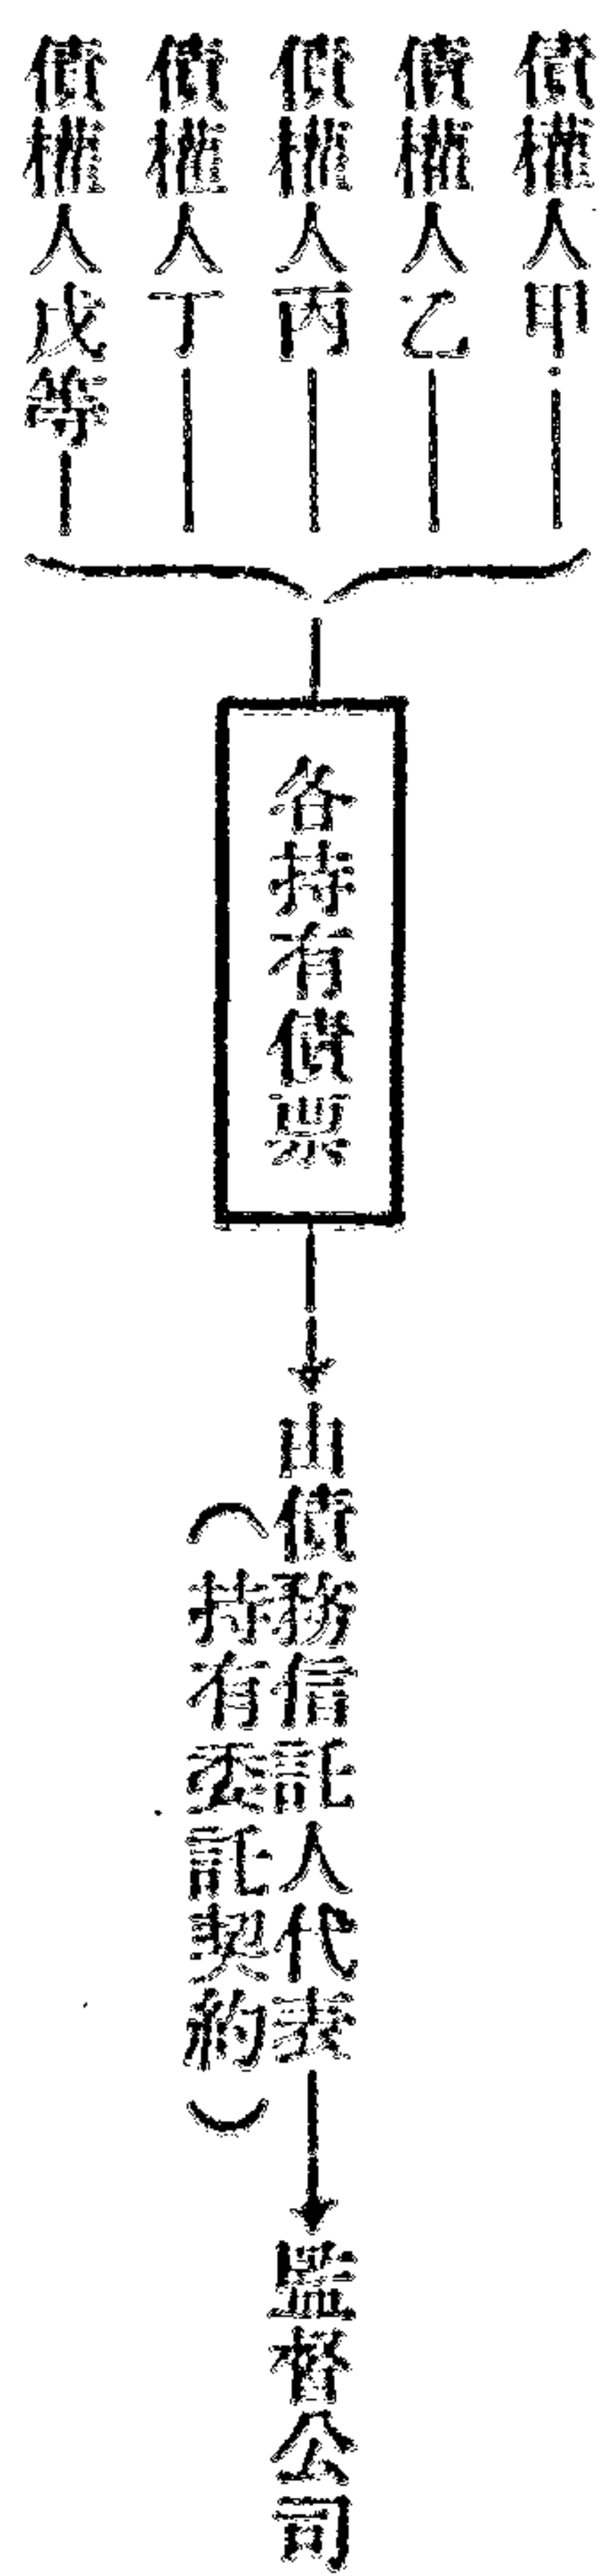 債權人甲
債權人乙
債權人丙
債權人丁
債權人戊等
各持有債票
由債務信託人代表
（持有委託契約）
監督公司